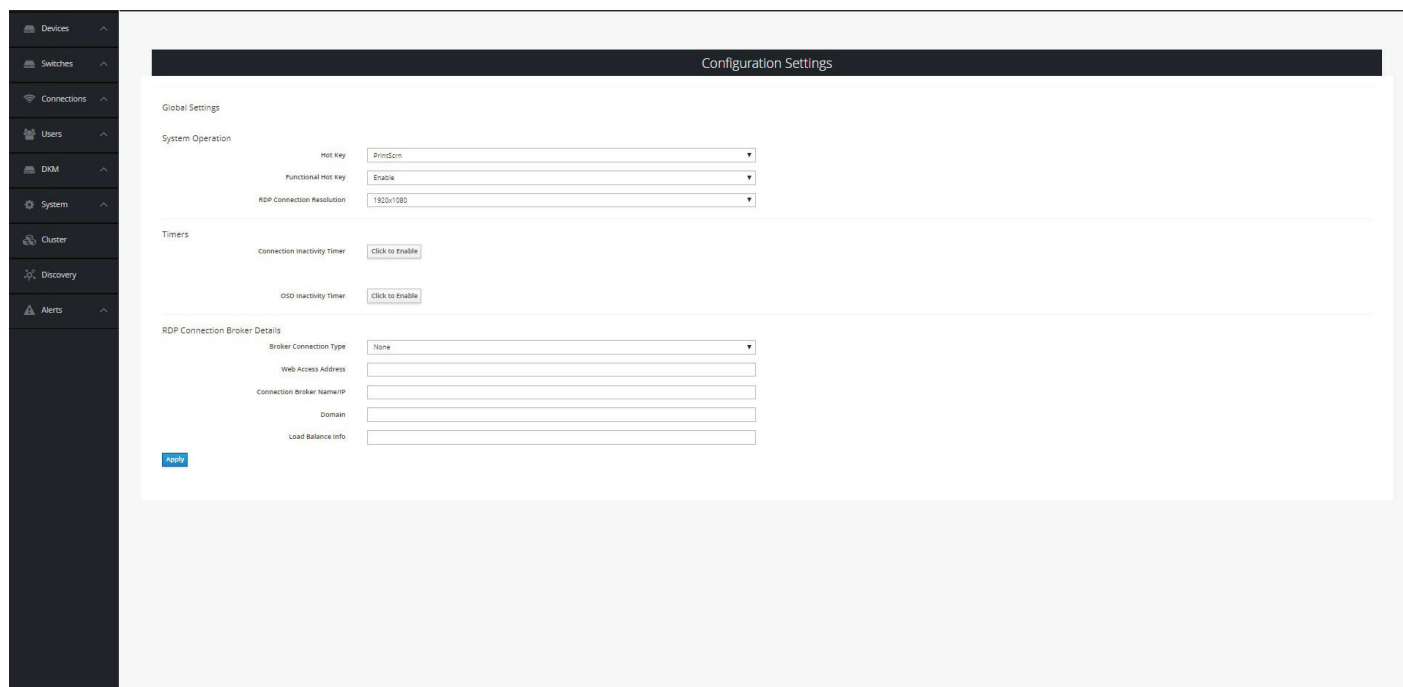 Devices
Switches
Connections
Users
DKM
System
Cluster
Discovery
Alerts
Configuration Settings
Global Settings
System Operation
Hot Key PrintScrn
Functional Hot Key Enable
RDP Connection Resolution 1920x1080
Timers
Connection Inactivity Timer Click to Enable
OSD Inactivity Timer Click to Enable
RDP Connection Broker Details
Broker Connection Type None
Web Access Address
Connection Broker Name/IP
Domain
Load Balance Info
Apply